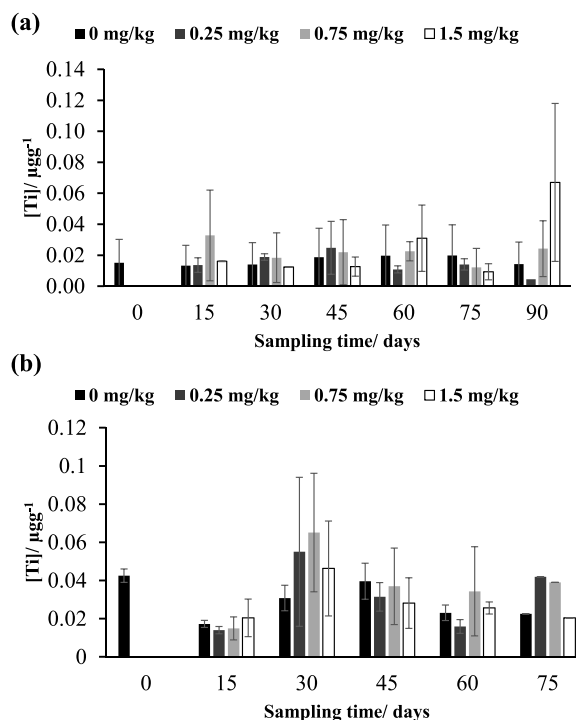 (a)
■ 0 mg/kg ■ 0.25 mg/kg ■ 0.75 mg/kg □ 1.5 mg/kg
0.14
0.12
0.10
0.08
0.06
0.04
0.02
0.00
[Ti]/ µgg⁻¹
0 15 30 45 60 75 90
Sampling time/ days
(b)
■ 0 mg/kg ■ 0.25 mg/kg ■ 0.75 mg/kg □ 1.5 mg/kg
0.12
0.1
0.08
0.06
0.04
0.02
0
[Ti]/ µgg⁻¹
0 15 30 45 60 75
Sampling time/ days